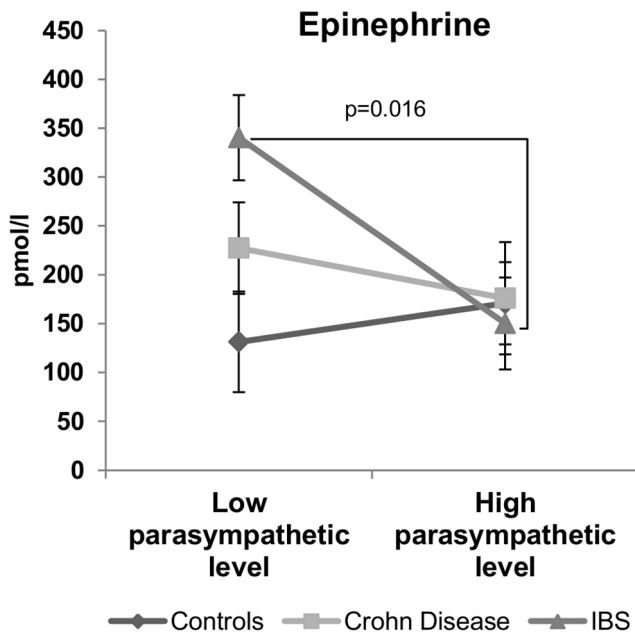 Epinephrine
450
400
350
300
250
200
150
100
50
0
pmol/l
p=0.016
Low
parasympathetic
level
High
parasympathetic
level
Controls Crohn Disease IBS